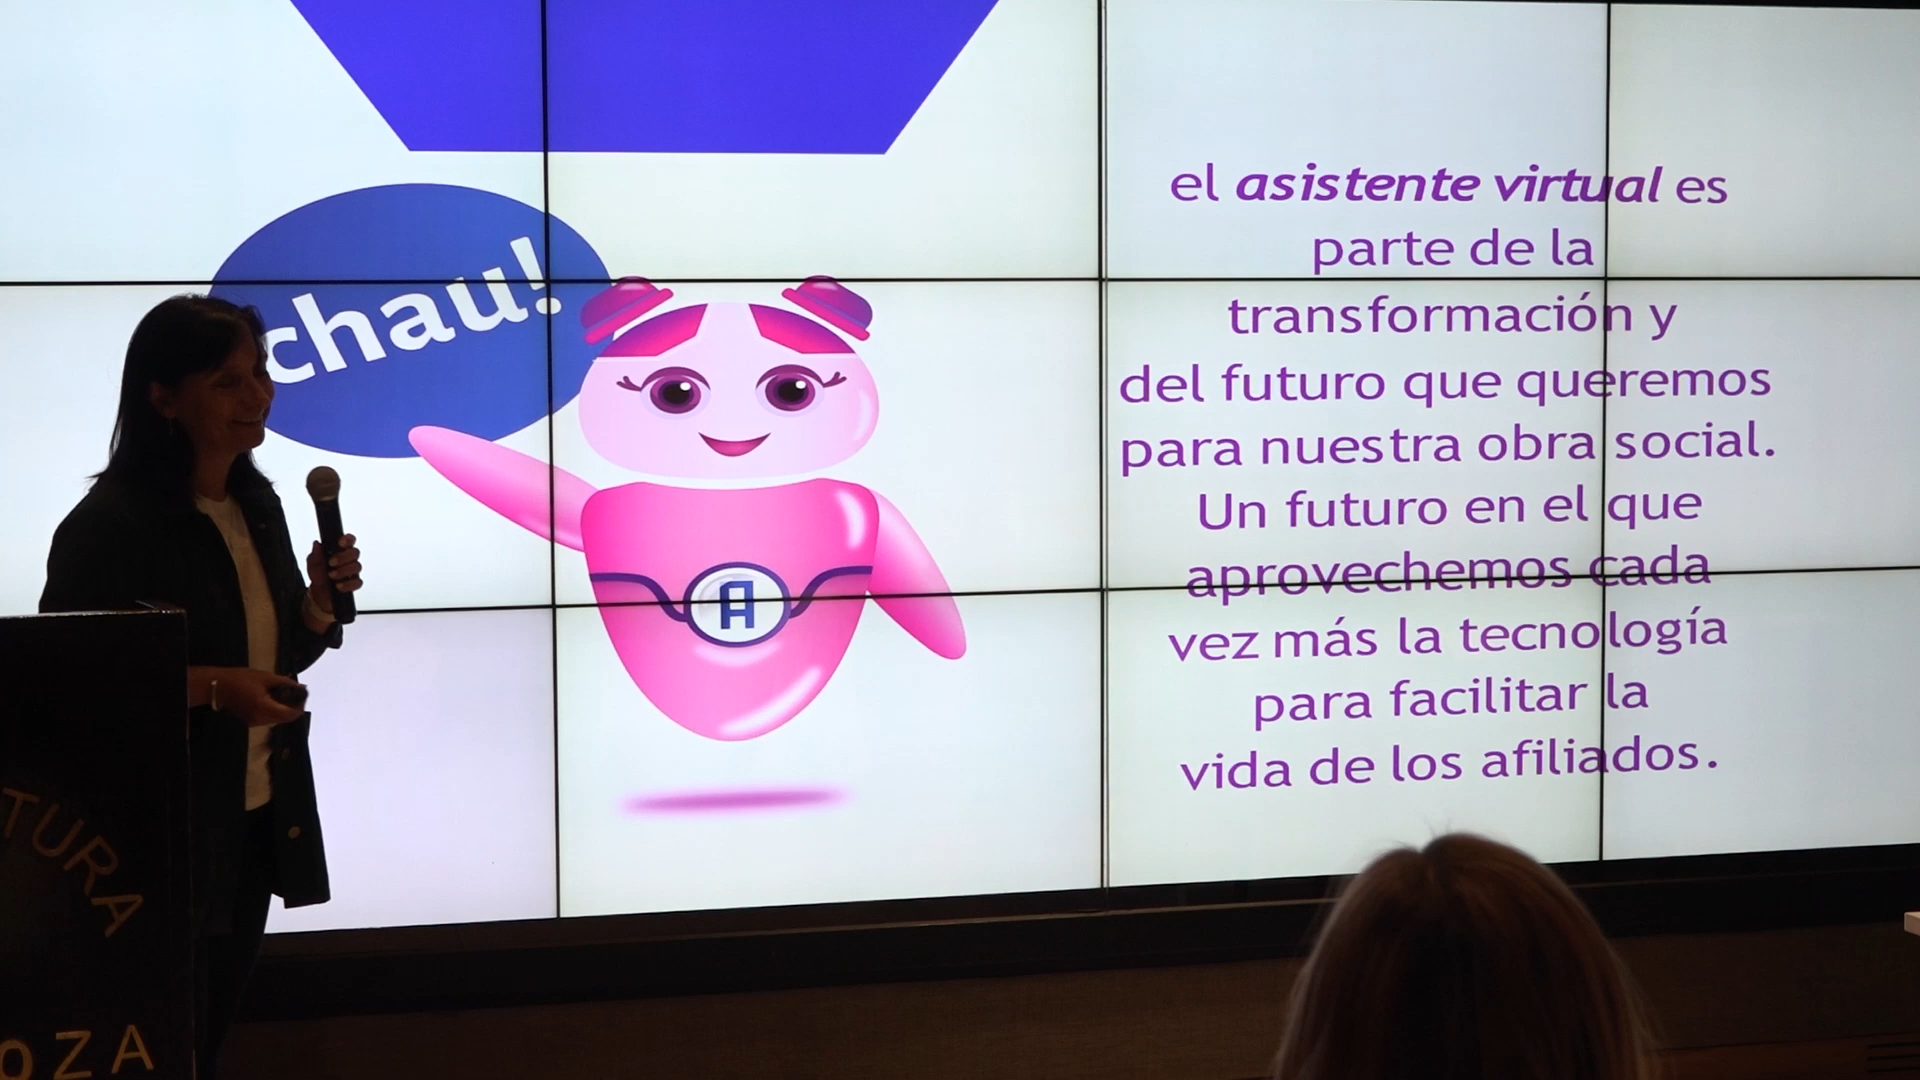 chau!
el asistente virtual es
parte de la
transformación y
del futuro que queremos
para nuestra obra social.
Un futuro en el que
aprovechemos cada
vez más la tecnología
para facilitar la
vida de los afiliados.
A
TURA
OZA